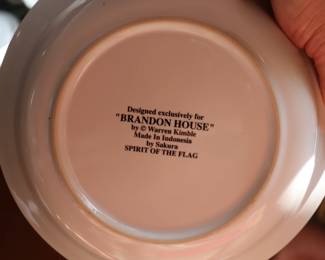 Designed exclusively for
"BRANDON HOUSE"
by © Warren Kimble
Made In Indonesia
by Sakura
SPIRIT OF THE FLAG